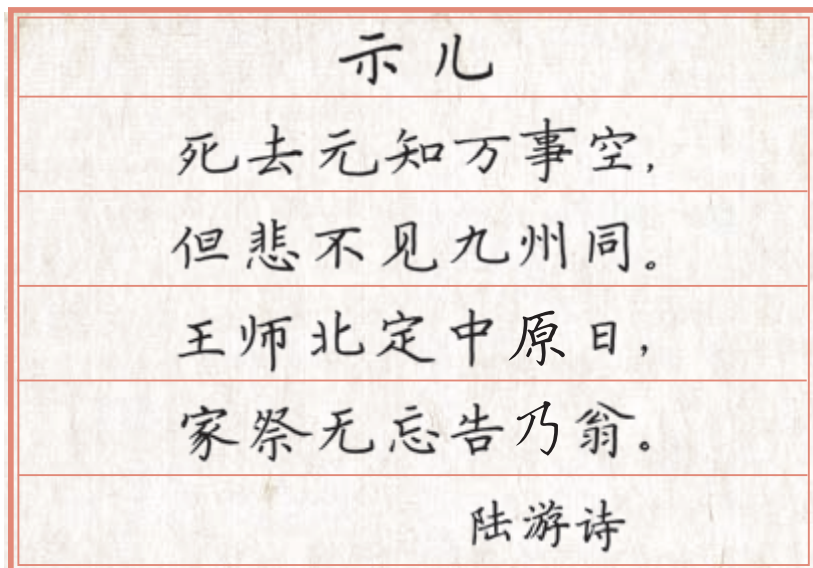 示儿
死去元知万事空,
但悲不见九州同。
王师北定中原日,
家祭无忘告乃翁。
陆游诗